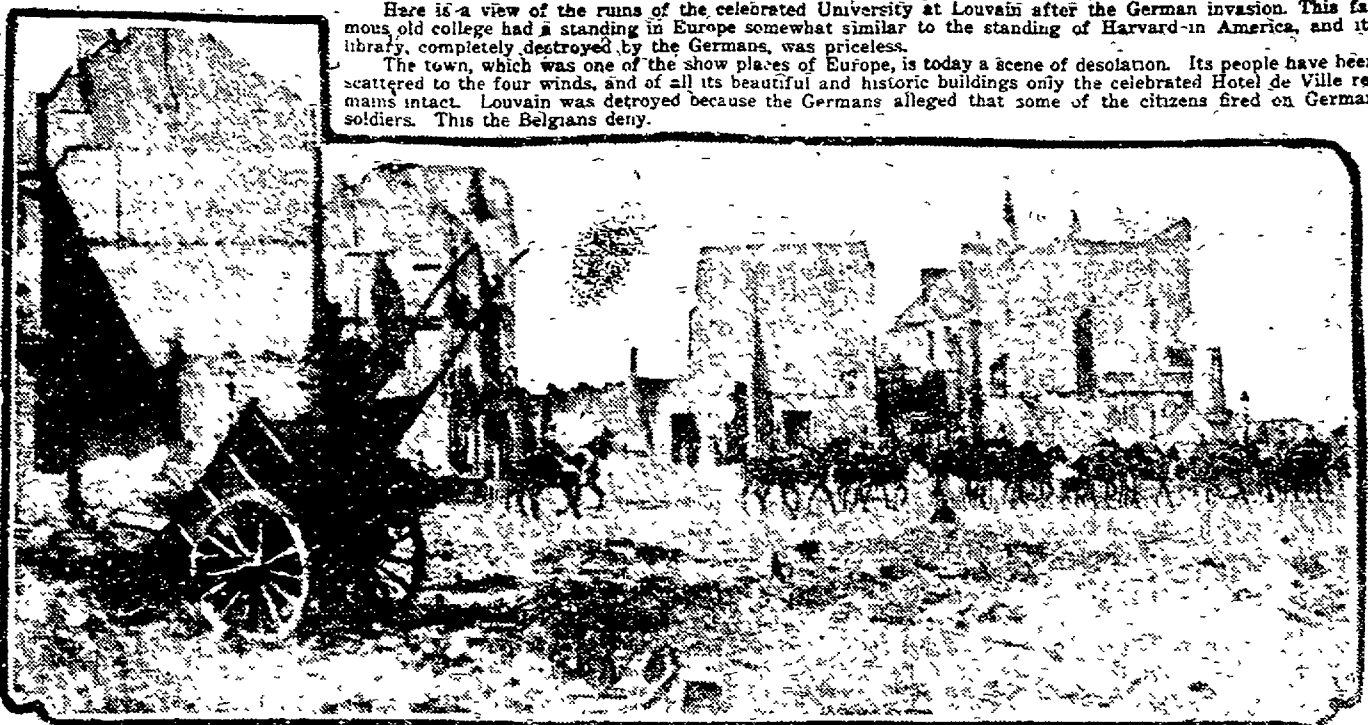 Here is a view of the ruins of the celebrated University at Louvain after the German invasion. This fa-
mous old college had a standing in Europe somewhat similar to the standing of Harvard in America, and
library, completely destroyed by the Germans, was priceless.
The town, which was one of the show places of Europe, is today a scene of desolation. Its people have been
scattered to the four winds, and of all its beautiful and historic buildings only the celebrated Hotel de Ville re-
mains intact. Louvain was detroyed because the Germans alleged that some of the citizens fired on German
soldiers. This the Belgians deny.